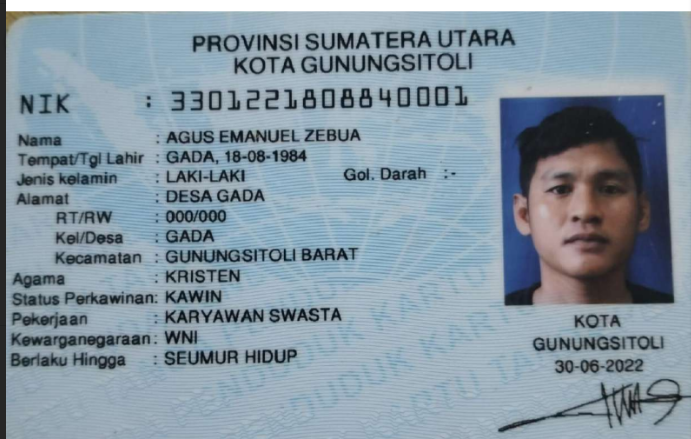 PROVINSI SUMATERA UTARA
KOTA GUNUNGSITOLI
NIK : 3301221808840001
Nama : AGUS EMANUEL ZEBUA
Tempat/Tgl Lahir : GADA, 18-08-1984
Jenis kelamin : LAKI-LAKI Gol. Darah :-
Alamat : DESA GADA
RT/RW : 000/000
Kel/Desa : GADA
Kecamatan : GUNUNGSITOLI BARAT
Agama : KRISTEN
Status Perkawinan: KAWIN
Pekerjaan : KARYAWAN SWASTA
Kewarganegaraan: WNI
Berlaku Hingga : SEUMUR HIDUP
KOTA
GUNUNGSITOLI
30-06-2022